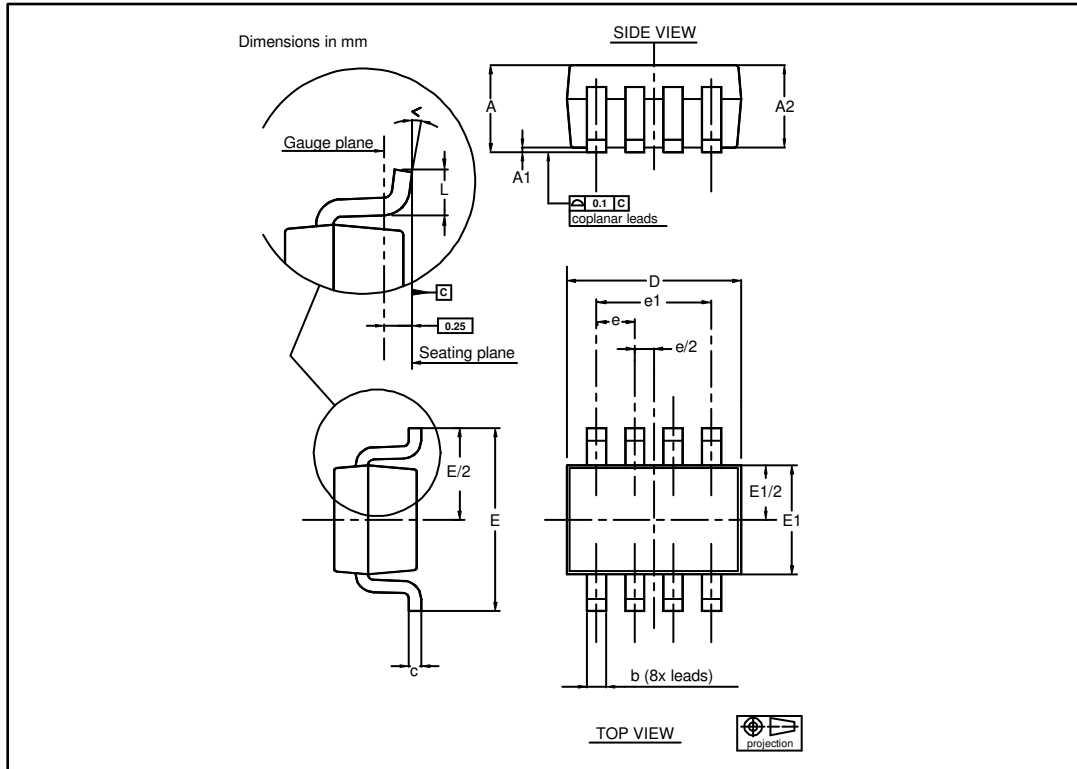 Dimensions in mm
SIDE VIEW
A
A2
A1
0.1 C
coplanar leads
Gauge plane
<
L
C
0.25
Seating plane
D
e1
e
e/2
E/2
E
E1/2
E1
c
b (8x leads)
TOP VIEW
projection